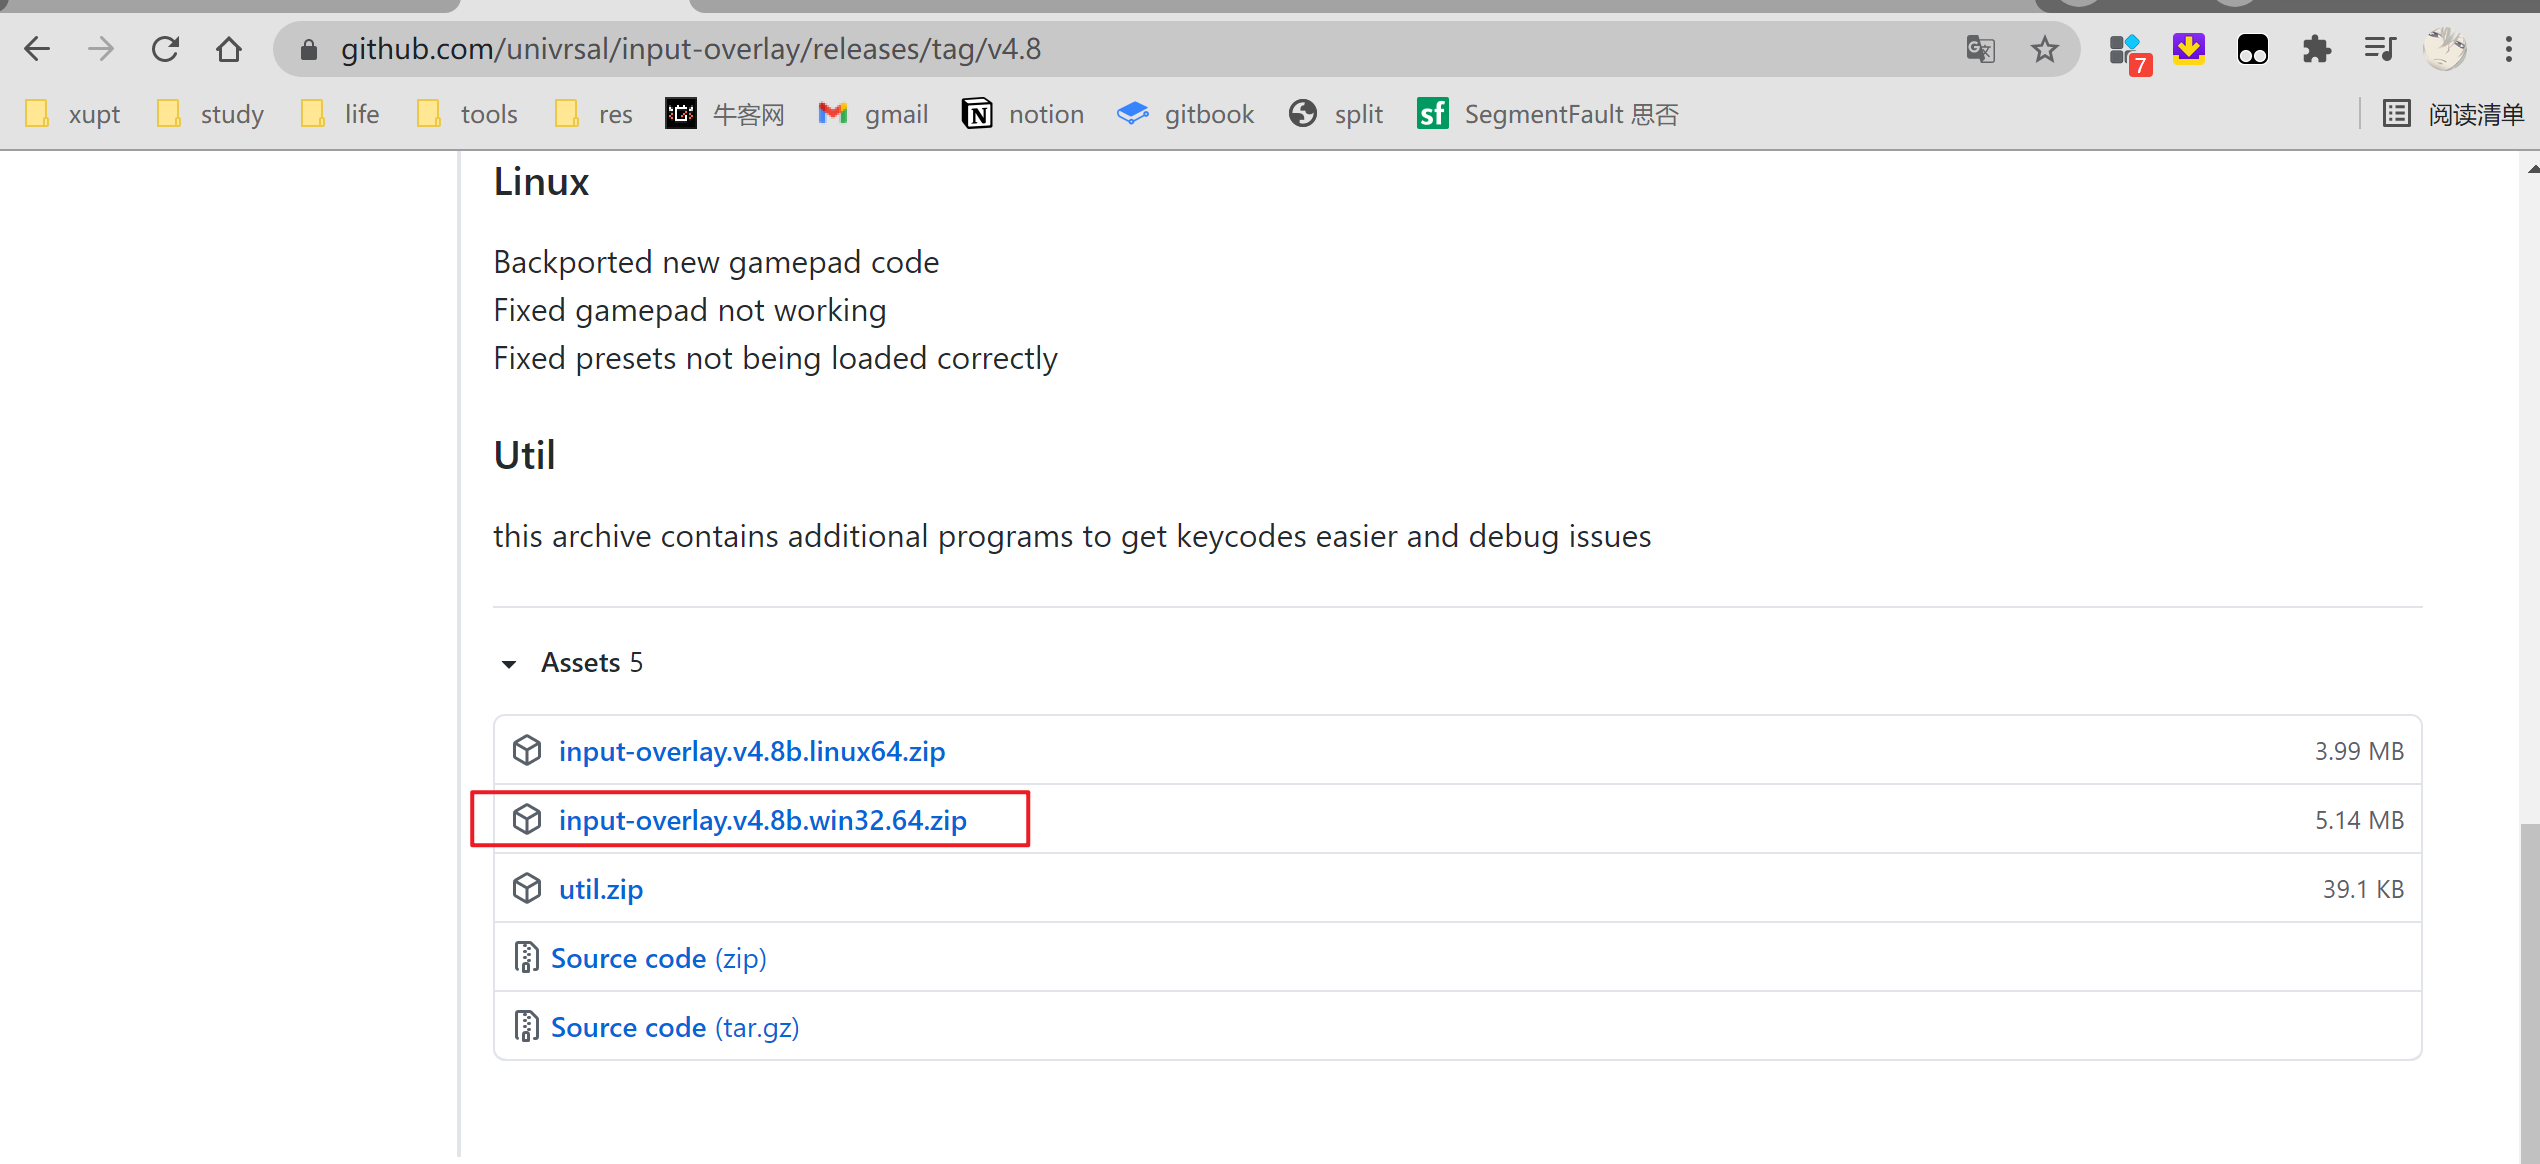 github.com/univrsal/input-overlay/releases/tag/v4.8
7
xupt study life tools res 牛客网 gmail notion gitbook split sf SegmentFault 思否 阅读清单
Linux
Backported new gamepad code
Fixed gamepad not working
Fixed presets not being loaded correctly
Util
this archive contains additional programs to get keycodes easier and debug issues
Assets 5
input-overlay.v4.8b.linux64.zip 3.99 MB
input-overlay.v4.8b.win32.64.zip 5.14 MB
util.zip 39.1 KB
Source code (zip)
Source code (tar.gz)